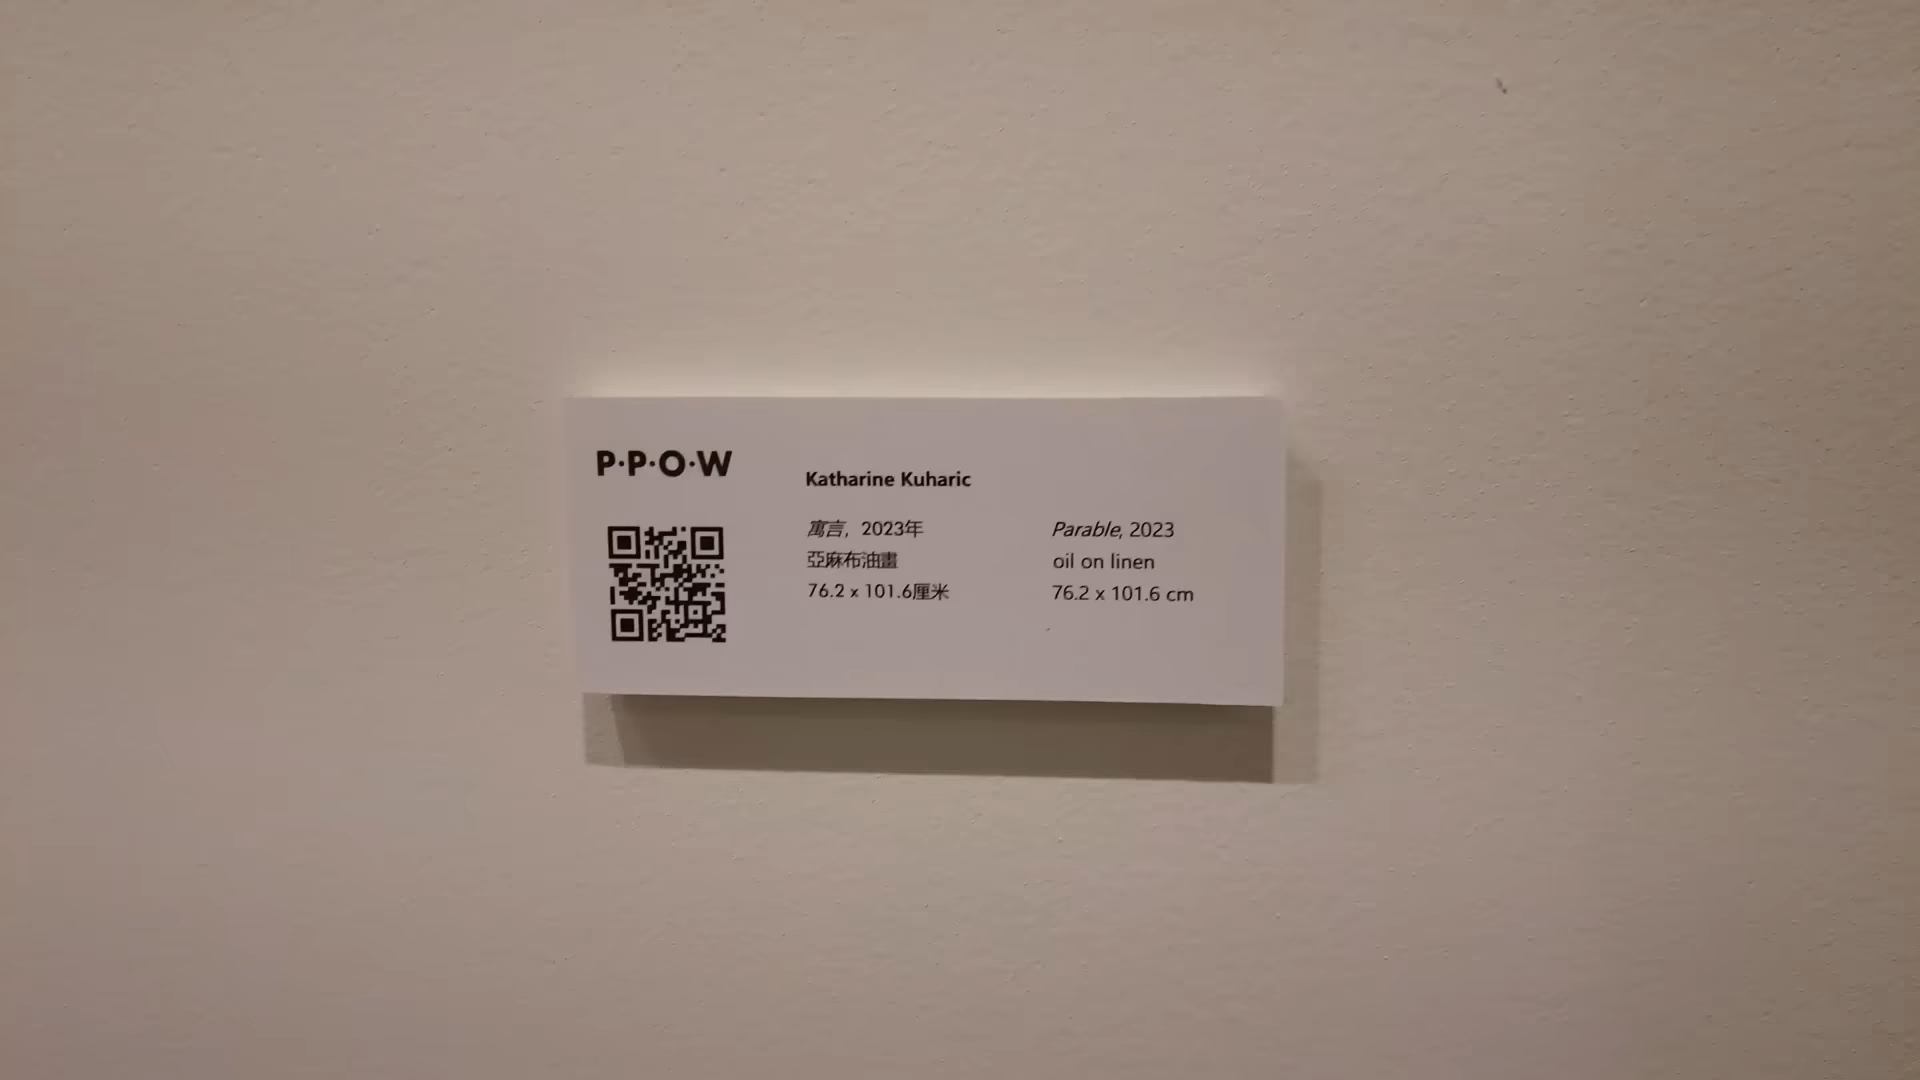 P·P·O·W
Katharine Kuharic
寓言，2023年
亞麻布油畫
76.2 x 101.6厘米
Parable, 2023
oil on linen
76.2 x 101.6 cm